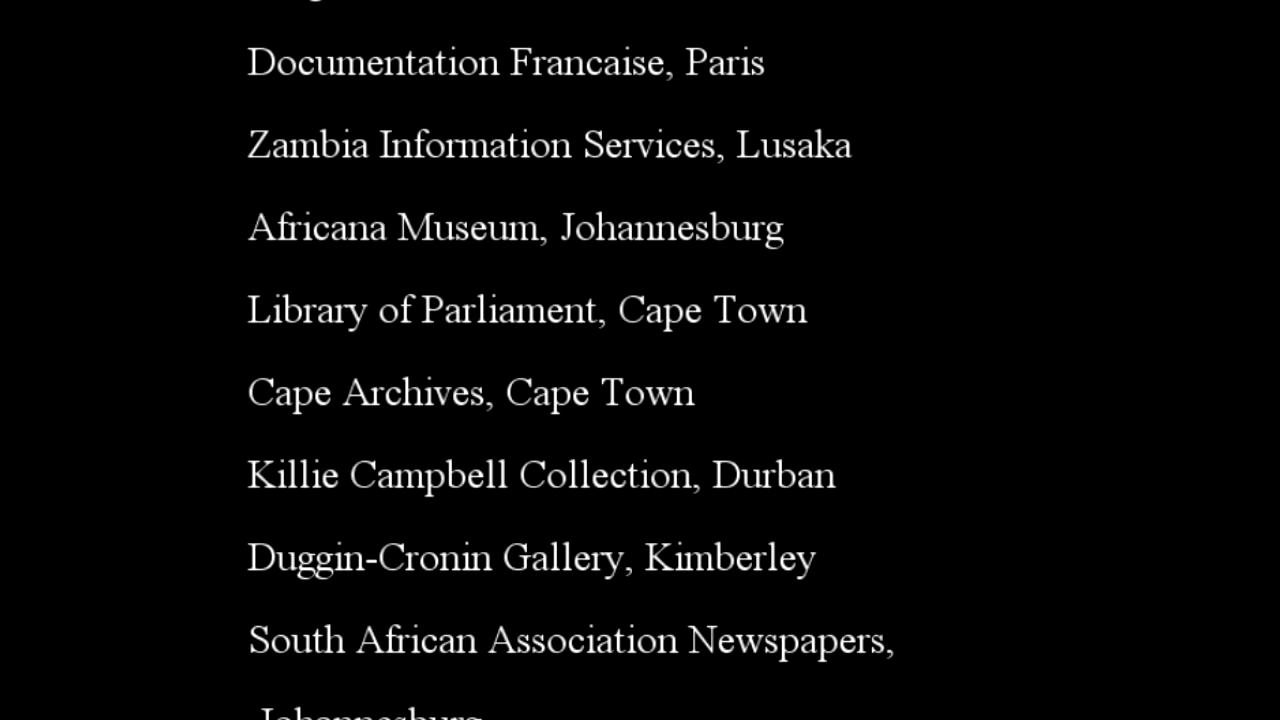 Documentation Francaise, Paris
Zambia Information Services, Lusaka
Africana Museum, Johannesburg
Library of Parliament, Cape Town
Cape Archives, Cape Town
Killie Campbell Collection, Durban
Duggin-Cronin Gallery, Kimberley
South African Association Newspapers,
Johannesburg